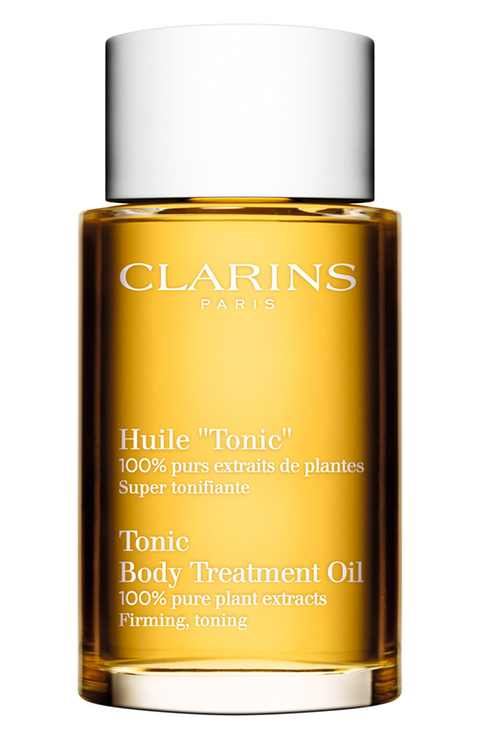 CLARINS
PARIS
Huile "Tonic"
100% purs extraits de plantes
Super tonifiante
Tonic
Body Treatment Oil
100% pure plant extracts
Firming, toning